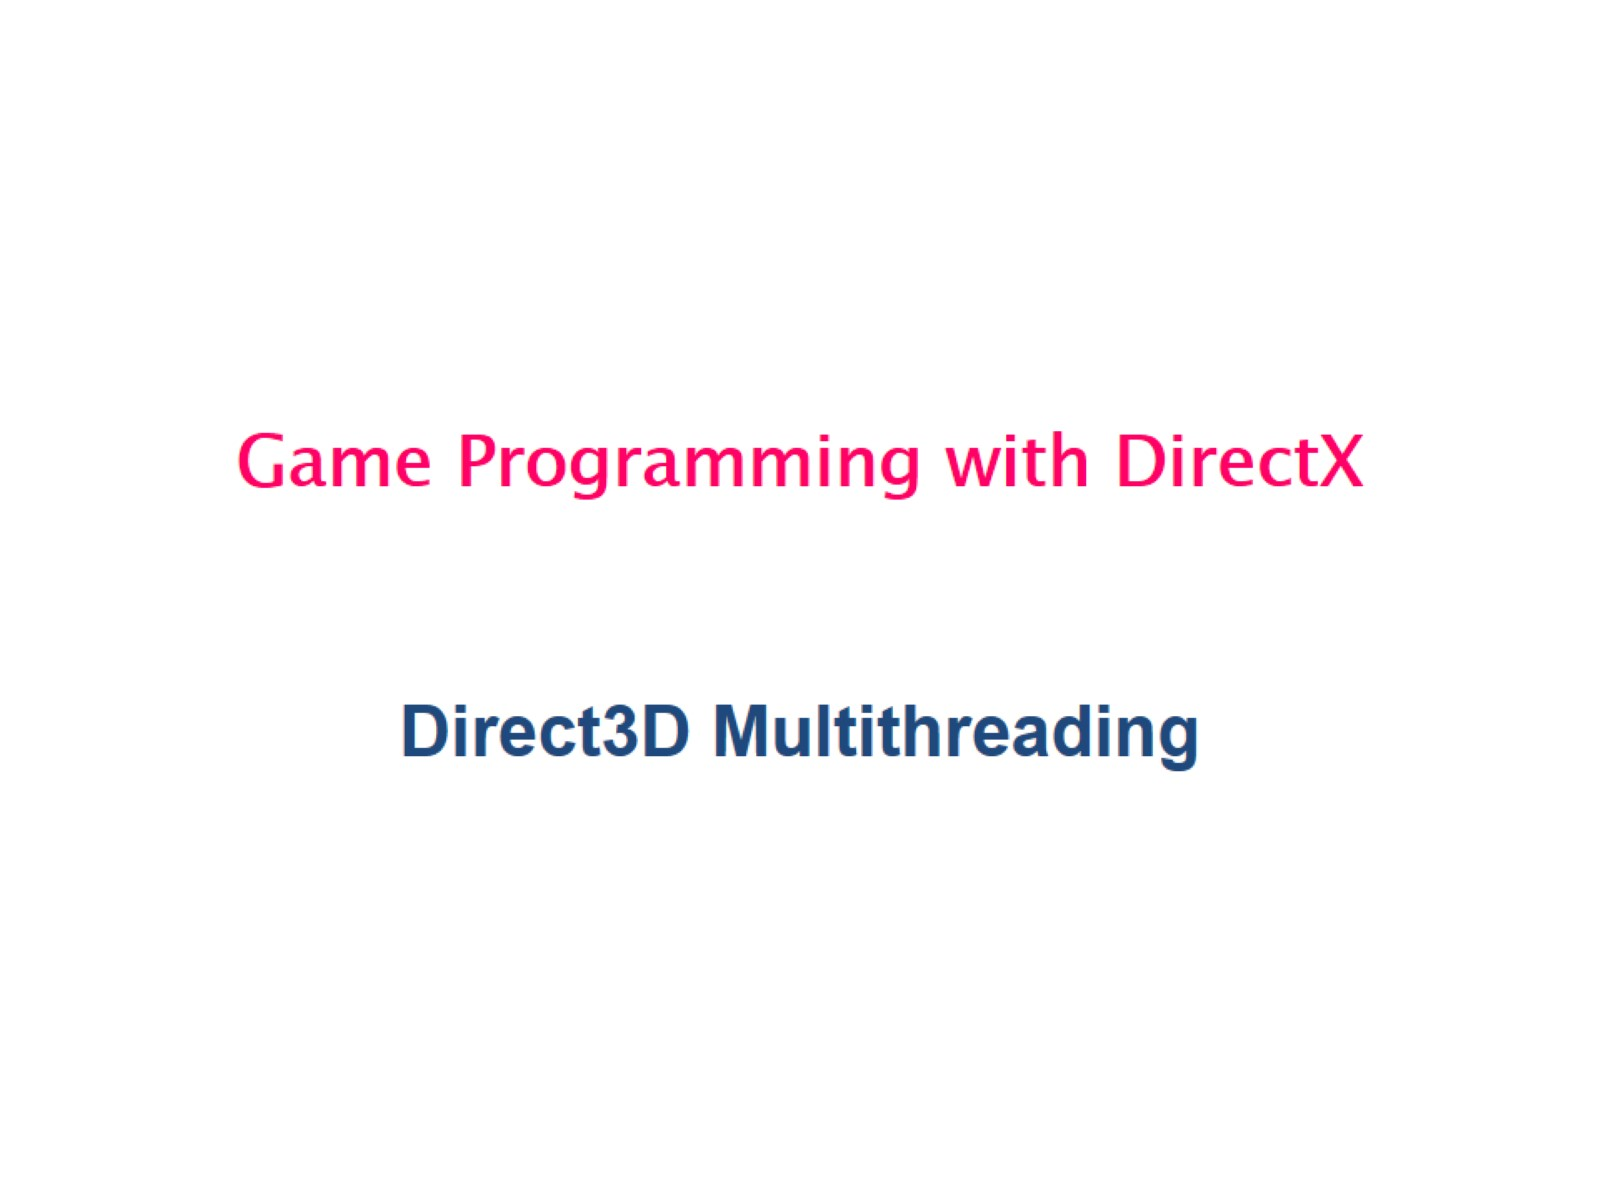 Game Programming with DirectX
Direct3D Multithreading